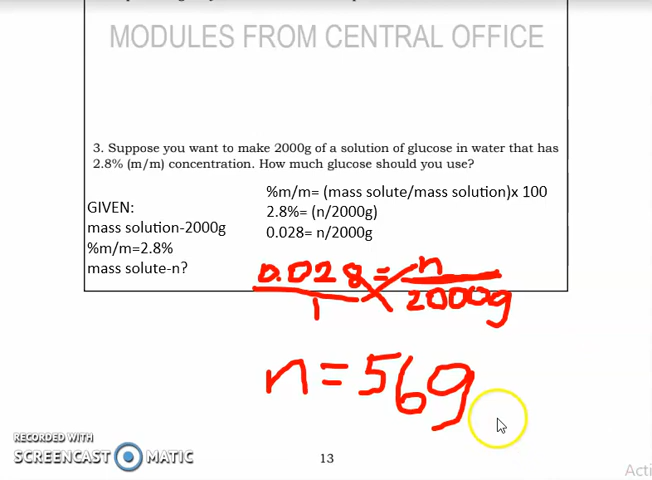 MODULES FROM CENTRAL OFFICE
3. Suppose you want to make 2000g of a solution of glucose in water that has
2.8% (m/m) concentration. How much glucose should you use?
%m/m= (mass solute/mass solution)x 100
GIVEN:
2.8%= (n/2000g)
mass solution-2000g
0.028= n/2000g
%m/m=2.8%
mass solute-n?
0.028 = n
1 2000g
n=56g
RECORDED WITH
SCREENCAST MATIC
13
Acti